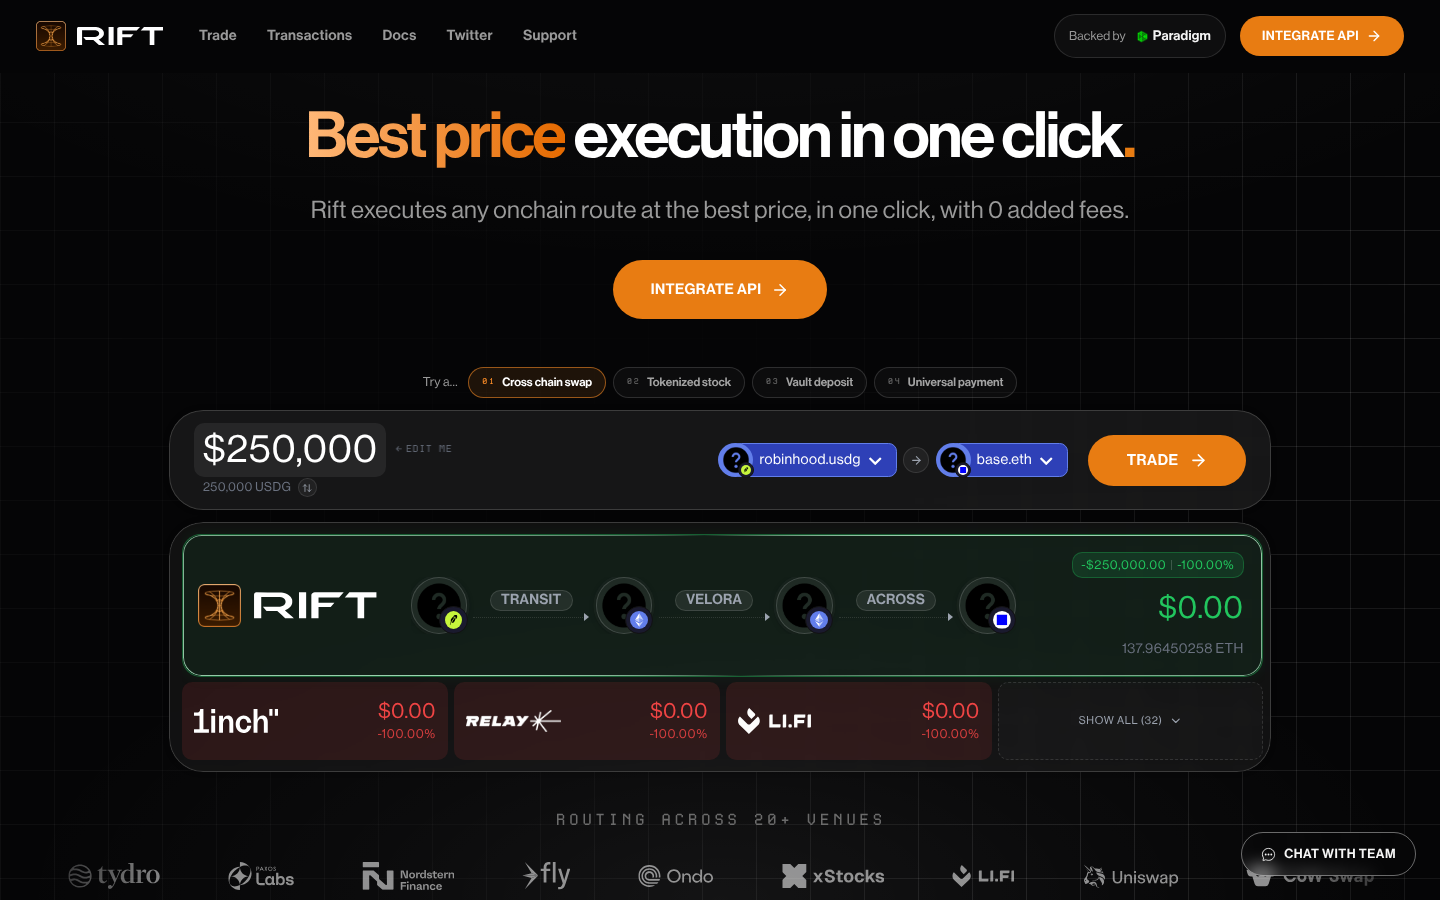 RIFT
Trade
Transactions
Docs
Twitter
Support
Backed by Paradigm
INTEGRATE API
Best price execution in one click.
Rift executes any onchain route at the best price, in one click, with 0 added fees.
INTEGRATE API
Try a...
01 Cross chain swap
02 Tokenized stock
03 Vault deposit
04 Universal payment
$250,000
EDIT ME
250,000 USDG
robinhood.usdg
base.eth
TRADE
-$250,000.00 | -100.00%
RIFT
TRANSIT
VELORA
ACROSS
$0.00
137.96450258 ETH
1inch
$0.00
-100.00%
RELAY
$0.00
-100.00%
LI.FI
$0.00
-100.00%
SHOW ALL (32)
ROUTING ACROSS 20+ VENUES
tydro
PAXOS
Labs
Nordstern
Finance
fly
Ondo
xStocks
LI.FI
Uniswap
CoW Swap
CHAT WITH TEAM